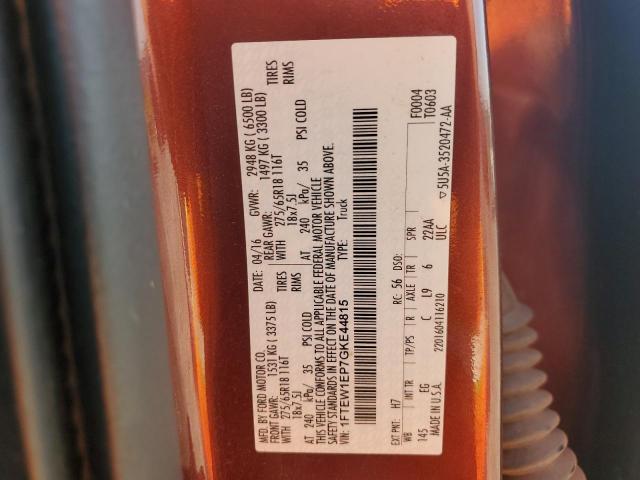 MFD. BY FORD MOTOR CO.
04/16 GVWR: 2948 KG ( 6500 LB)
FRONT GAWR: 1531 KG ( 3375 LB) REAR GAWR: 1497 KG ( 3300 LB)
WITH 275/65R18 116T TIRES WITH 275/65R18 116T TIRES
18x7.5J RIMS 18x7.5J RIMS
AT 240 kPa/ 35 PSI COLD AT 240 kPa/ 35 PSI COLD
THIS VEHICLE CONFORMS TO ALL APPLICABLE FEDERAL MOTOR VEHICLE
SAFETY STANDARDS IN EFFECT ON THE DATE OF MANUFACTURE SHOWN ABOVE.
VIN: 1FTEW1EP7GKE44815 Truck
F0004
T0603
EXT PNT: H7 RC: 56 DSO:
WB INT TR TP/PS R AXLE TR SPR
145 EG C L9 6 22AA
ULC
MADE IN U.S.A. 2201604116210
▽5U5A-3520472-AA